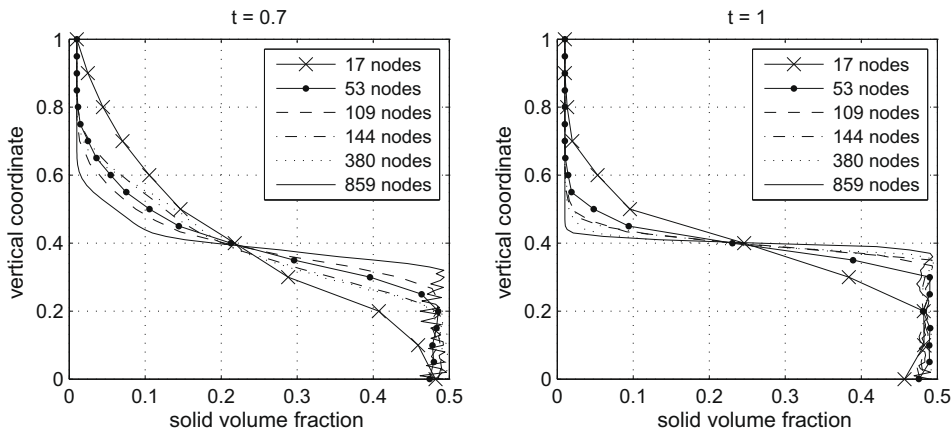 t = 0.7
vertical coordinate
1
0.8
0.6
0.4
0.2
0
0
0.1
0.2
0.3
0.4
0.5
solid volume fraction
17 nodes
53 nodes
109 nodes
144 nodes
380 nodes
859 nodes
t = 1
vertical coordinate
1
0.8
0.6
0.4
0.2
0
0
0.1
0.2
0.3
0.4
0.5
solid volume fraction
17 nodes
53 nodes
109 nodes
144 nodes
380 nodes
859 nodes